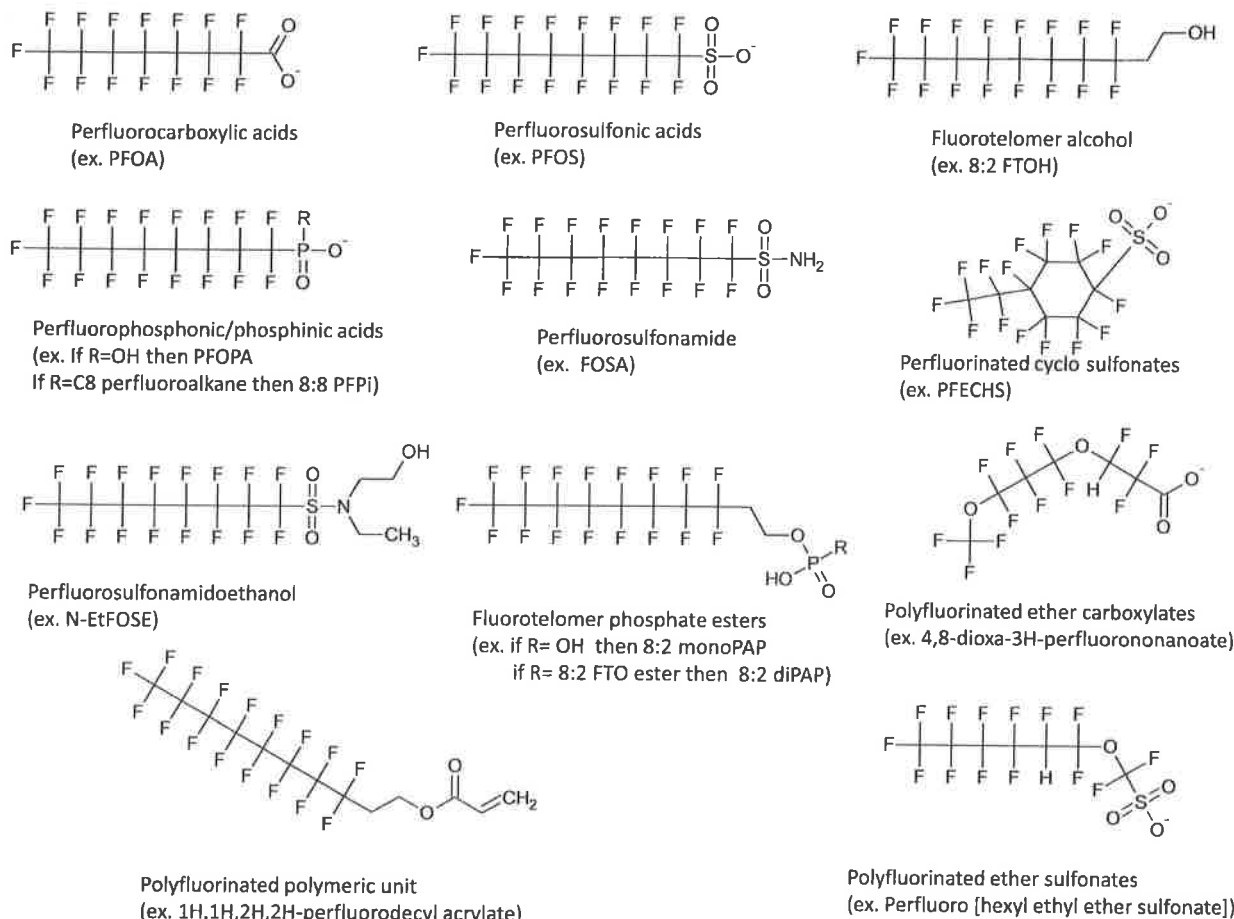 Perfluorocarboxylic acids
(ex. PFOA)
Perfluorosulfonic acids
(ex. PFOS)
Fluorotelomer alcohol
(ex. 8:2 FTOH)
Perfluorophosphonic/phosphinic acids
(ex. If R=OH then PFOPA
If R=C8 perfluoroalkane then 8:8 PFPi)
Perfluorosulfonamide
(ex. FOSA)
Perfluorinated cyclo sulfonates
(ex. PFECHS)
Perfluorosulfonamidoethanol
(ex. N-EtFOSE)
Fluorotelomer phosphate esters
(ex. if R= OH then 8:2 monoPAP
if R= 8:2 FTO ester then 8:2 diPAP)
Polyfluorinated ether carboxylates
(ex. 4,8-dioxa-3H-perfluorononanoate)
Polyfluorinated polymeric unit
(ex. 1H,1H,2H,2H-perfluorodecyl acrylate)
Polyfluorinated ether sulfonates
(ex. Perfluoro [hexyl ethyl ether sulfonate])